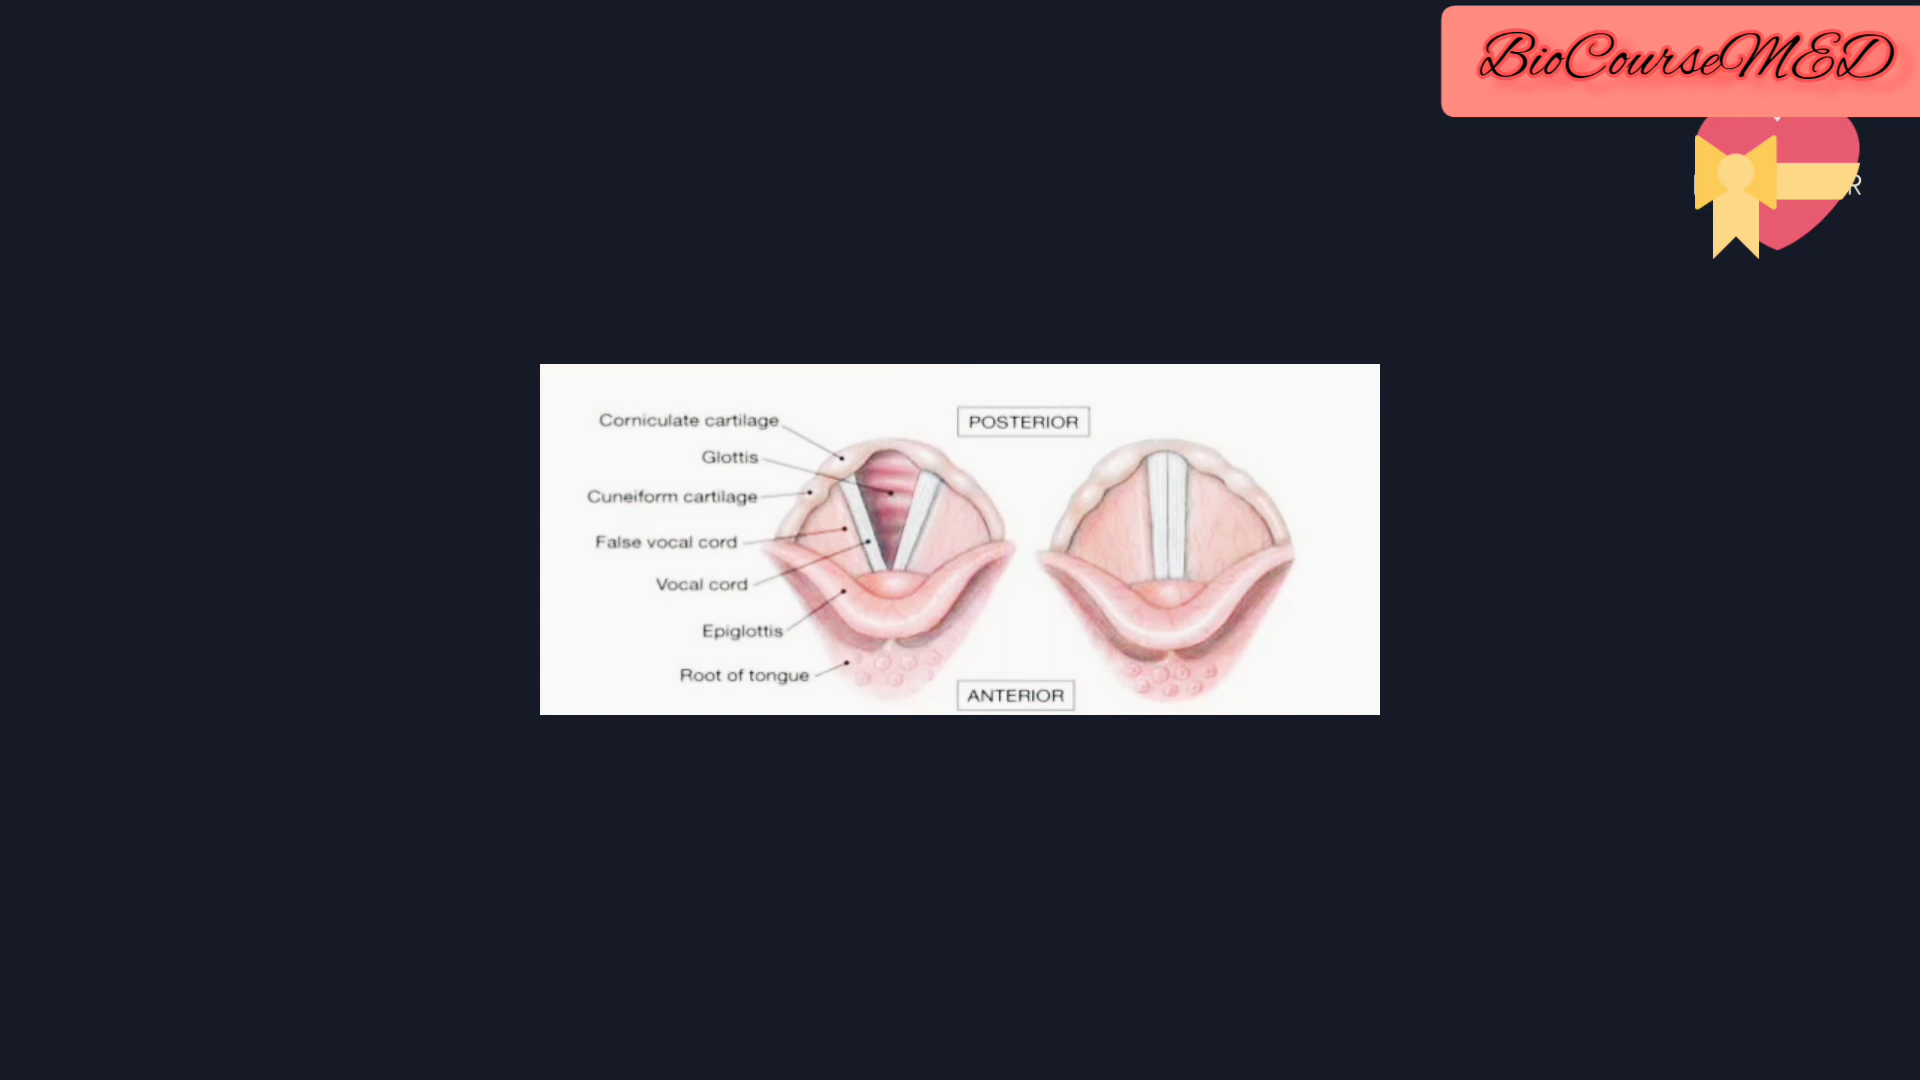 BioCourseMED
Corniculate cartilage
POSTERIOR
Glottis
Cuneiform cartilage
False vocal cord
Vocal cord
Epiglottis
Root of tongue
ANTERIOR